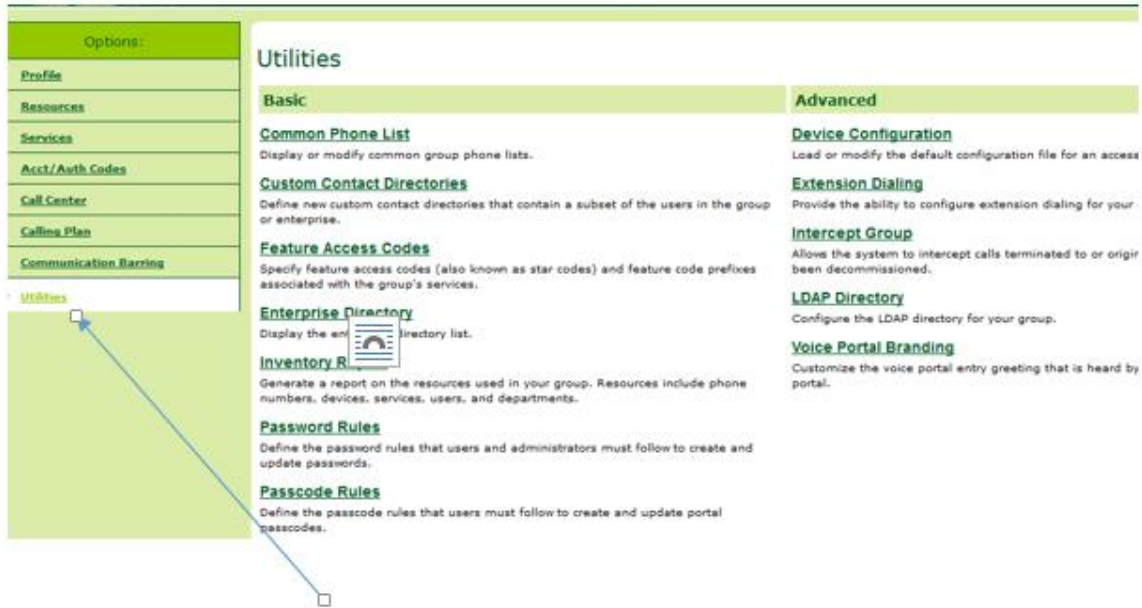 Options:
Profile
Resources
Services
Acct/Auth Codes
Call Center
Calling Plan
Communication Barring
Utilities
Utilities
Basic
Common Phone List
Display or modify common group phone lists.
Custom Contact Directories
Define new custom contact directories that contain a subset of the users in the group
or enterprise.
Feature Access Codes
Specify feature access codes (also known as star codes) and feature code prefixes
associated with the group's services.
Enterprise Directory
Display the directory list.
Inventory
Generate a report on the resources used in your group. Resources include phone
numbers, devices, services, users, and departments.
Password Rules
Define the password rules that users and administrators must follow to create and
update passwords.
Passcode Rules
Define the passcode rules that users must follow to create and update portal
passcodes.
Advanced
Device Configuration
Load or modify the default configuration file for an access
Extension Dialing
Provide the ability to configure extension dialing for your
Intercept Group
Allows the system to intercept calls terminated to or
been decommissioned.
LDAP Directory
Configure the LDAP directory for your group.
Voice Portal Branding
Customize the voice portal entry greeting that is heard by
portal.